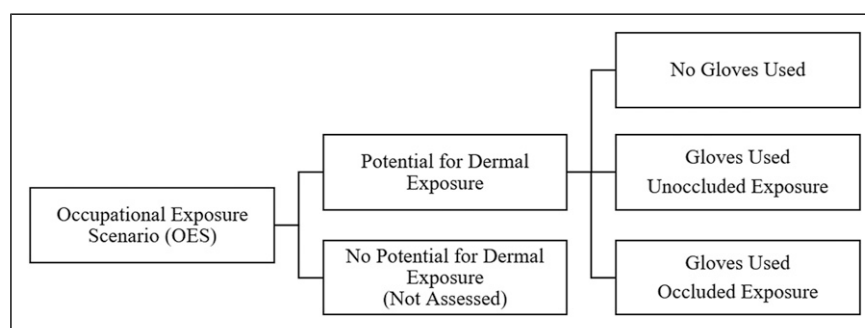 Occupational Exposure
Scenario (OES)
Potential for Dermal
Exposure
No Potential for Dermal
Exposure
(Not Assessed)
No Gloves Used
Gloves Used
Unoccluded Exposure
Gloves Used
Occluded Exposure